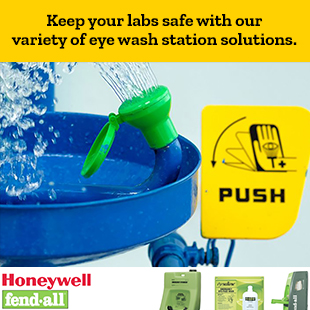 Keep your labs safe with our
variety of eye wash station solutions.
T+
PUSH
Honeywell
fend·all